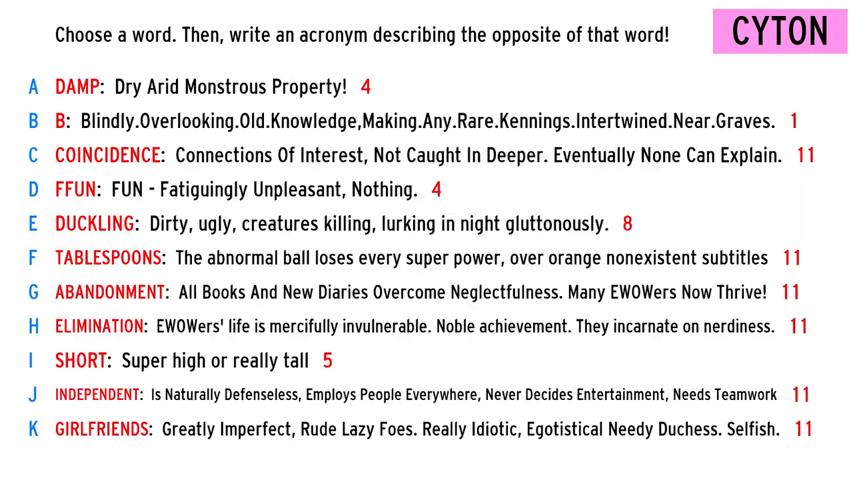 Choose a word. Then, write an acronym describing the opposite of that word!
CYTON
A DAMP: Dry Arid Monstrous Property! 4
B B: Blindly.Overlooking.Old.Knowledge,Making.Any.Rare.Kennings.Intertwined.Near.Graves. 1
C COINCIDENCE: Connections Of Interest, Not Caught In Deeper. Eventually None Can Explain. 11
D FFUN: FUN - Fatiguingly Unpleasant, Nothing. 4
E DUCKLING: Dirty, ugly, creatures killing, lurking in night gluttonously. 8
F TABLESPOONS: The abnormal ball loses every super power, over orange nonexistent subtitles 11
G ABANDONMENT: All Books And New Diaries Overcome Neglectfulness. Many EWOWers Now Thrive! 11
H ELIMINATION: EWOWers' life is mercifully invulnerable. Noble achievement. They incarnate on nerdiness. 11
I SHORT: Super high or really tall 5
J INDEPENDENT: Is Naturally Defenseless, Employs People Everywhere, Never Decides Entertainment, Needs Teamwork 11
K GIRLFRIENDS: Greatly Imperfect, Rude Lazy Foes. Really Idiotic, Egotistical Needy Duchess. Selfish. 11